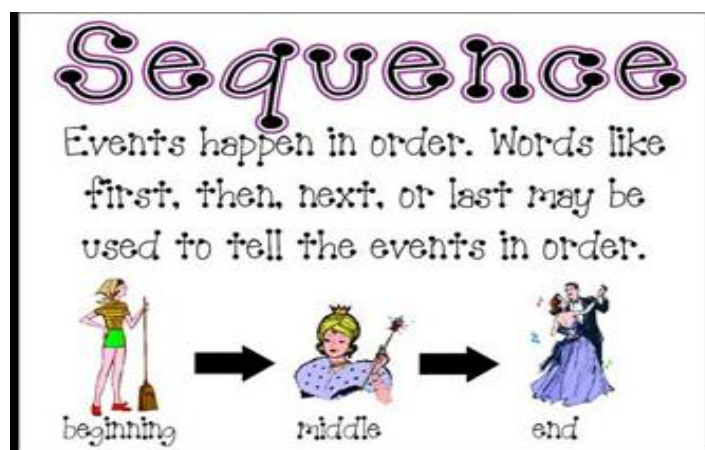 Sequence
Events happen in order. Words like
first, then, next, or last may be
used to tell the events in order.
beginning
middle
end